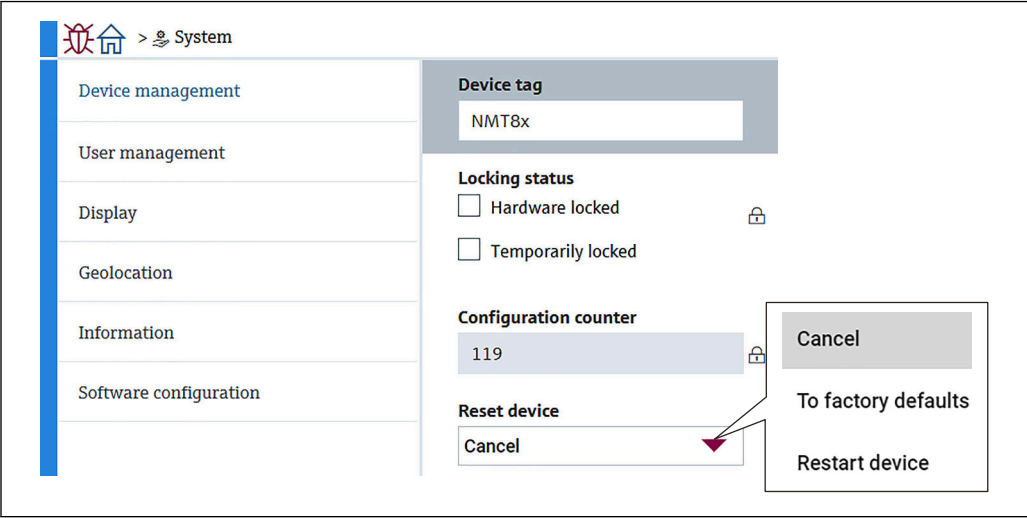 > System
Device management
User management
Display
Geolocation
Information
Software configuration
Device tag
NMT8x
Locking status
Hardware locked
Temporarily locked
Configuration counter
119
Reset device
Cancel
Cancel
To factory defaults
Restart device